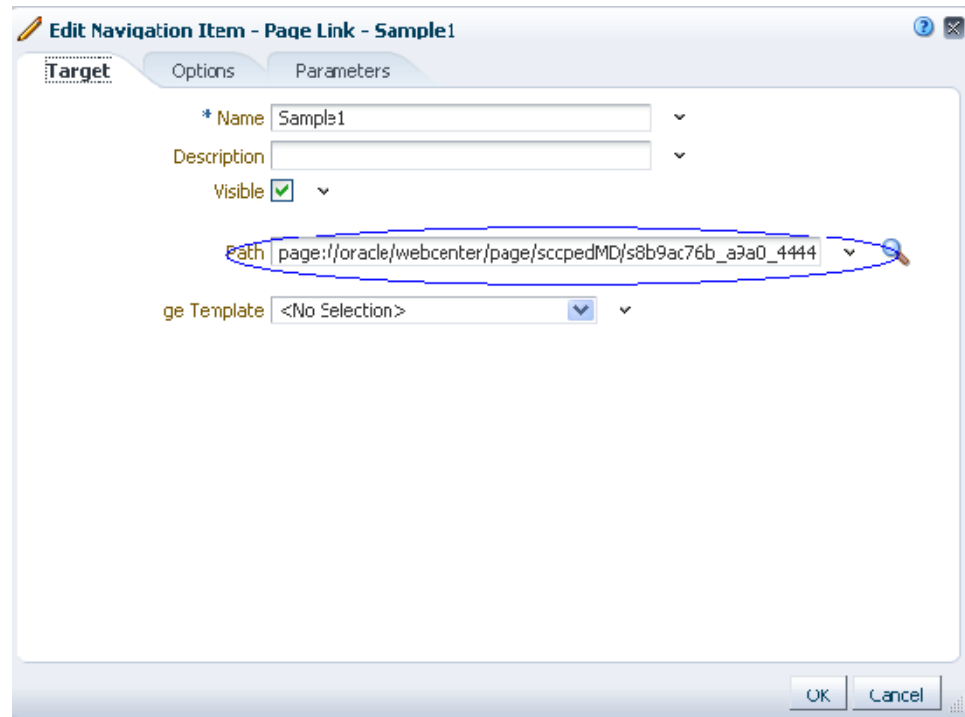 Edit Navigation Item - Page Link - Sample1
Target Options Parameters
* Name Sample1
Description
Visible
Path page://oracle/webcenter/page/sccpedMD/s8b9ac76b_a9a0_4444
ge Template <No Selection>
OK Cancel